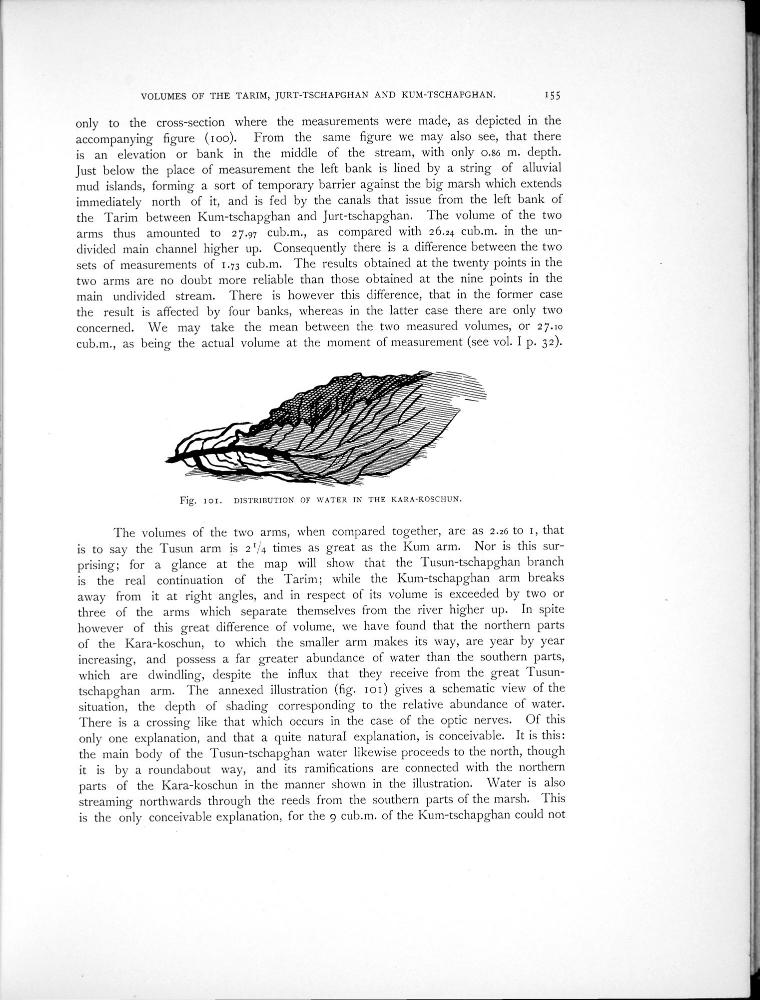 VOLUMES OF THE TARIM, JURT-TSCHAPGHAN AND KUM-TSCHAPGHAN. 155
only to the cross-section where the measurements were made, as depicted in the
accompanying figure (100). From the same figure we may also see, that there
is an elevation or bank in the middle of the stream, with only 0.86 m. depth.
Just below the place of measurement the left bank is lined by a string of alluvial
mud islands, forming a sort of temporary barrier against the big marsh which extends
immediately north of it, and is fed by the canals that issue from the left bank of
the Tarim between Kum-tschapghan and Jurt-tschapghan. The volume of the two
arms thus amounted to 27.97 cub.m., as compared with 26.24 cub.m. in the un-
divided main channel higher up. Consequently there is a difference between the two
sets of measurements of 1.73 cub.m. The results obtained at the twenty points in the
two arms are no doubt more reliable than those obtained at the nine points in the
main undivided stream. There is however this difference, that in the former case
the result is affected by four banks, whereas in the latter case there are only two
concerned. We may take the mean between the two measured volumes, or 27.10
cub.m., as being the actual volume at the moment of measurement (see vol. I p. 32).
Fig. 101. DISTRIBUTION OF WATER IN THE KARA-KOSCHUN.
The volumes of the two arms, when compared together, are as 2.26 to 1, that
is to say the Tusun arm is 2 1/4 times as great as the Kum arm. Nor is this sur-
prising; for a glance at the map will show that the Tusun-tschapghan branch
is the real continuation of the Tarim; while the Kum-tschapghan arm breaks
away from it at right angles, and in respect of its volume is exceeded by two or
three of the arms which separate themselves from the river higher up. In spite
however of this great difference of volume, we have found that the northern parts
of the Kara-koschun, to which the smaller arm makes its way, are year by year
increasing, and possess a far greater abundance of water than the southern parts,
which are dwindling, despite the influx that they receive from the great Tusun-
tschapghan arm. The annexed illustration (fig. 101) gives a schematic view of the
situation, the depth of shading corresponding to the relative abundance of water.
There is a crossing like that which occurs in the case of the optic nerves. Of this
only one explanation, and that a quite natural explanation, is conceivable. It is this:
the main body of the Tusun-tschapghan water likewise proceeds to the north, though
it is by a roundabout way, and its ramifications are connected with the northern
parts of the Kara-koschun in the manner shown in the illustration. Water is also
streaming northwards through the reeds from the southern parts of the marsh. This
is the only conceivable explanation, for the 9 cub.m. of the Kum-tschapghan could not